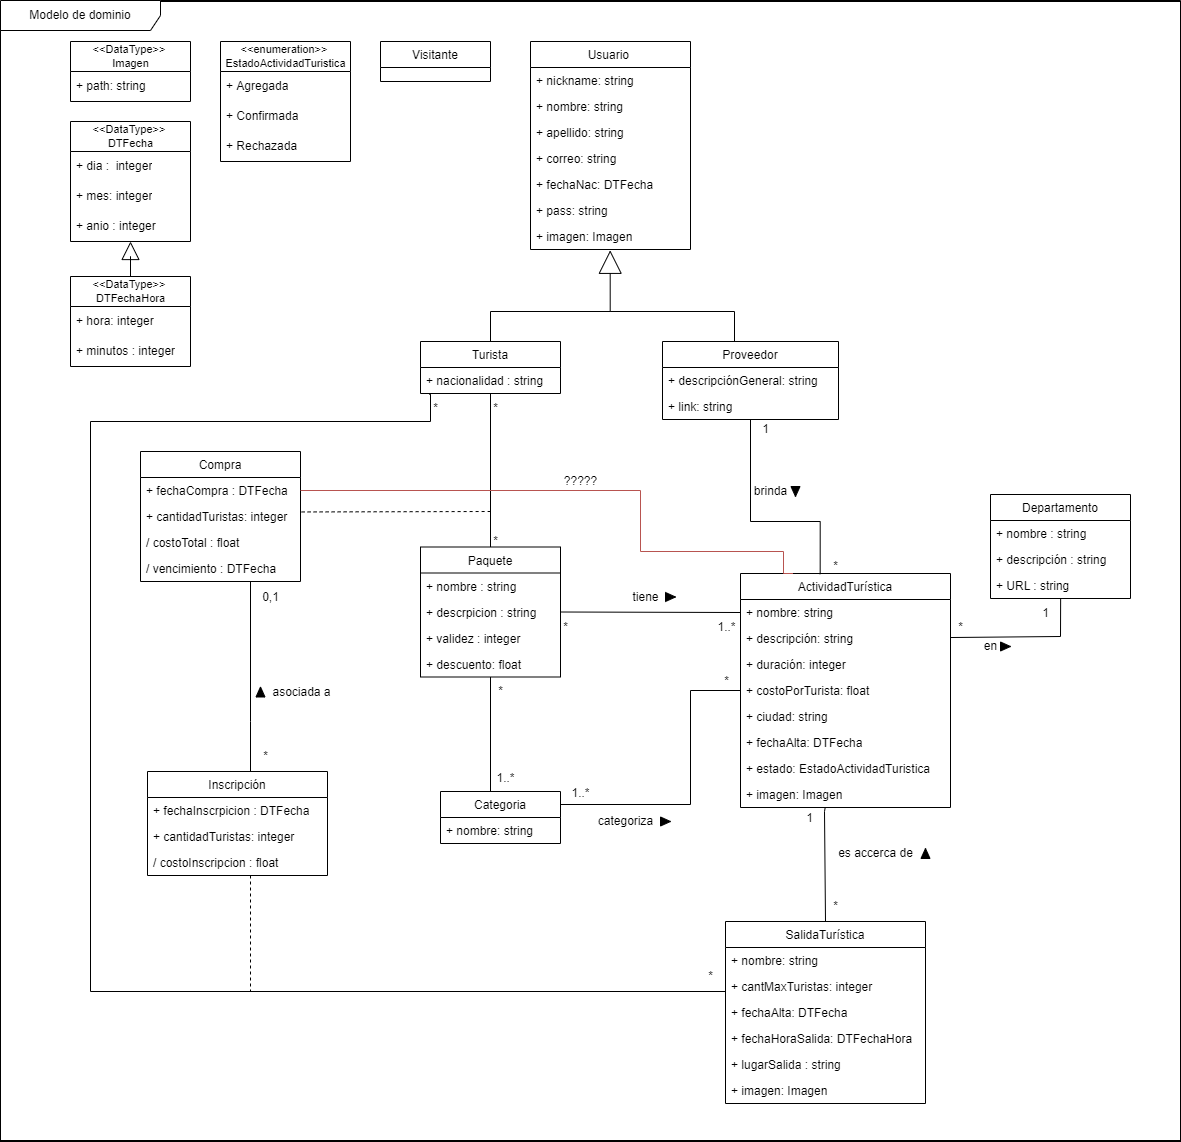 Modelo de dominio
<<DataType>>
Imagen
+ path: string
<<enumeration>>
EstadoActividadTuristica
+ Agregada
+ Confirmada
+ Rechazada
Visitante
Usuario
+ nickname: string
+ nombre: string
+ apellido: string
+ correo: string
+ fechaNac: DTFecha
+ pass: string
+ imagen: Imagen
<<DataType>>
DTFecha
+ dia :  integer
+ mes: integer
+ anio : integer
<<DataType>>
DTFechaHora
+ hora: integer
+ minutos : integer
Turista
+ nacionalidad : string
*
*
Proveedor
+ descripciónGeneral: string
+ link: string
1
brinda ▼
*
Compra
+ fechaCompra : DTFecha
+ cantidadTuristas: integer
/ costoTotal : float
/ vencimiento : DTFecha
0,1
?????
*
Paquete
+ nombre : string
+ descrpicion : string
+ validez : integer
+ descuento: float
*
*
tiene ►
1..*
Departamento
+ nombre : string
+ descripción : string
+ URL : string
1
*
en ►
ActividadTurística
+ nombre: string
+ descripción: string
+ duración: integer
+ costoPorTurista: float
+ ciudad: string
+ fechaAlta: DTFecha
+ estado: EstadoActividadTuristica
+ imagen: Imagen
1
*
▲ asociada a
*
Inscripción
+ fechaInscrpicion : DTFecha
+ cantidadTuristas: integer
/ costoInscripcion : float
1..*
Categoria
+ nombre: string
1..*
categoriza ►
es accerca de ▲
*
*
SalidaTurística
+ nombre: string
+ cantMaxTuristas: integer
+ fechaAlta: DTFecha
+ fechaHoraSalida: DTFechaHora
+ lugarSalida : string
+ imagen: Imagen